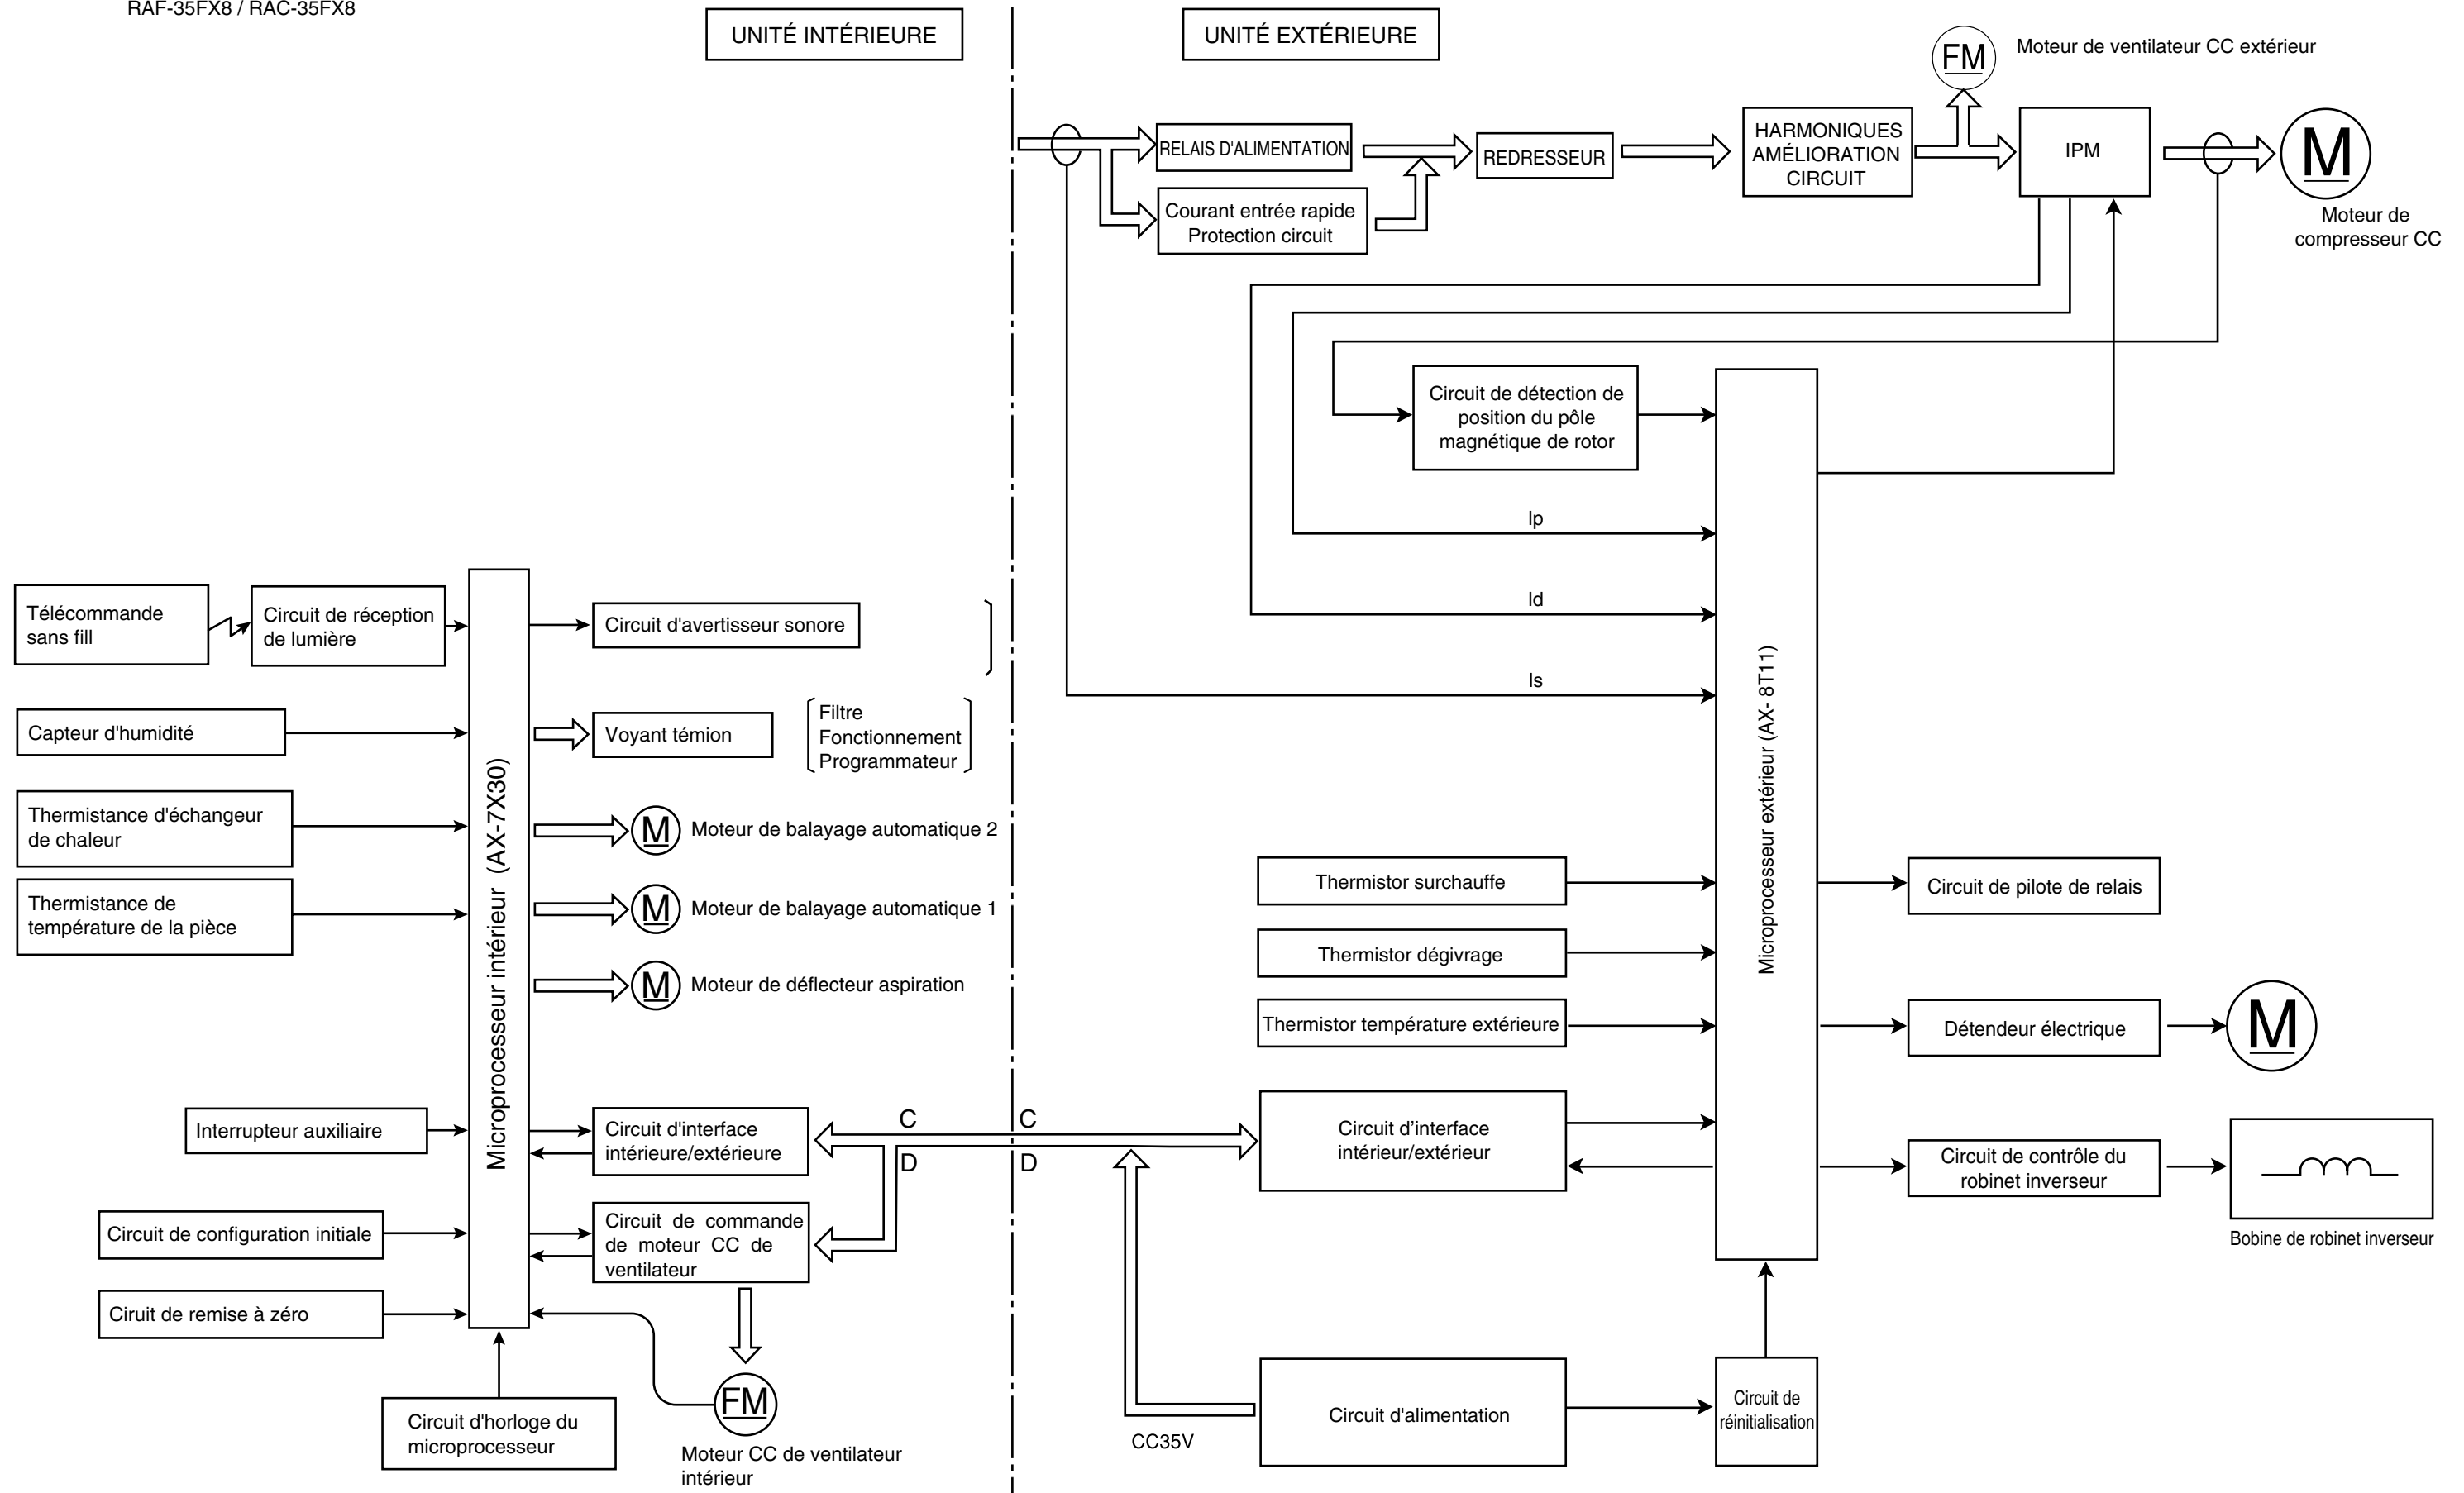 RAF-35FX8 / RAC-35FX8
UNITÉ INTÉRIEURE
UNITÉ EXTÉRIEURE
FM
Moteur de ventilateur CC extérieur
RELAIS D'ALIMENTATION
Courant entrée rapide
Protection circuit
REDRESSEUR
HARMONIQUES
AMÉLIORATION
CIRCUIT
IPM
M
Moteur de
compresseur CC
Circuit de détection de
position du pôle
magnétique de rotor
Ip
Id
Is
Microprocesseur extérieur (AX- 8T11)
Télécommande
sans fill
Circuit de réception
de lumière
Circuit d'avertisseur sonore
Capteur d'humidité
Voyant témion
Filtre
Fonctionnement
Programmateur
Thermistance d'échangeur
de chaleur
M
Moteur de balayage automatique 2
Thermistance de
température de la pièce
M
Moteur de balayage automatique 1
M
Moteur de déflecteur aspiration
Microprocesseur intérieur (AX-7X30)
Interrupteur auxiliaire
Circuit d'interface
intérieure/extérieure
C
D
C
D
Circuit de configuration initiale
Circuit de commande
de moteur CC de
ventilateur
Ciruit de remise à zéro
FM
Moteur CC de ventilateur
intérieur
Circuit d'horloge du
microprocesseur
Thermistor surchauffe
Thermistor dégivrage
Thermistor température extérieure
Circuit d'interface
intérieur/extérieur
Circuit de pilote de relais
Détendeur électrique
M
Circuit de contrôle du
robinet inverseur
Bobine de robinet inverseur
CC35V
Circuit d'alimentation
Circuit de
réinitialisation